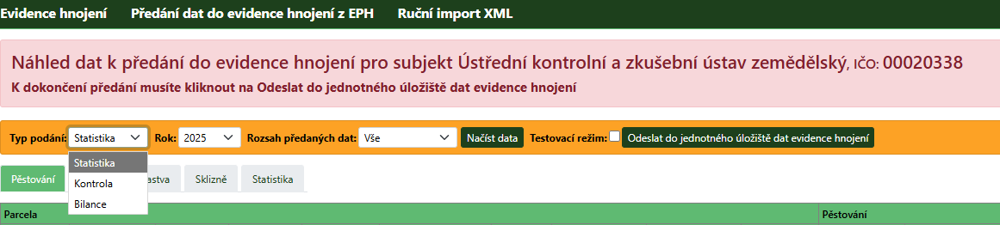 Evidence hnojení Předání dat do evidence hnojení z EPH Ruční import XML
Náhled dat k předání do evidence hnojení pro subjekt Ústřední kontrolní a zkušební ústav zemědělský, IČO: 00020338
K dokončení předání musíte kliknout na Odeslat do jednotného úložiště dat evidence hnojení
Typ podání: Statistika Rok: 2025 Rozsah předaných dat: Vše Načíst data Testovací režim: Odeslat do jednotného úložiště dat evidence hnojení
Statistika
Kontrola
Bilance
Pěstování Sklizně Statistika
Parcela Pěstování